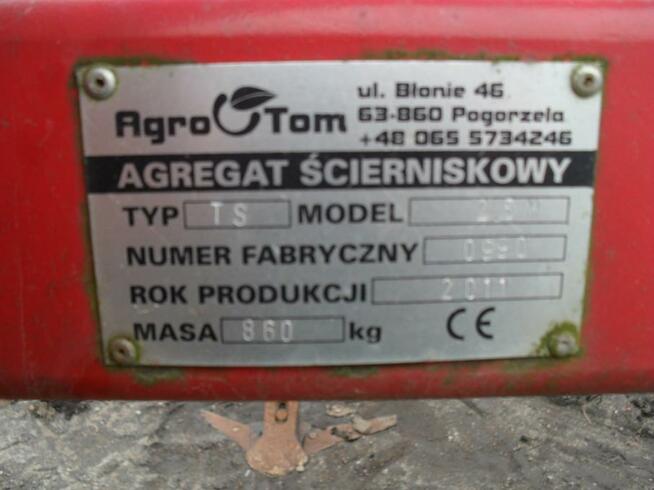 Agro Tom
ul. Błonie 46
63-860 Pogorzela
+48 065 5734246
AGREGAT ŚCIERNISKOWY
TYP TS MODEL
NUMER FABRYCZNY 0990
ROK PRODUKCJI 2011
MASA 860 kg CE